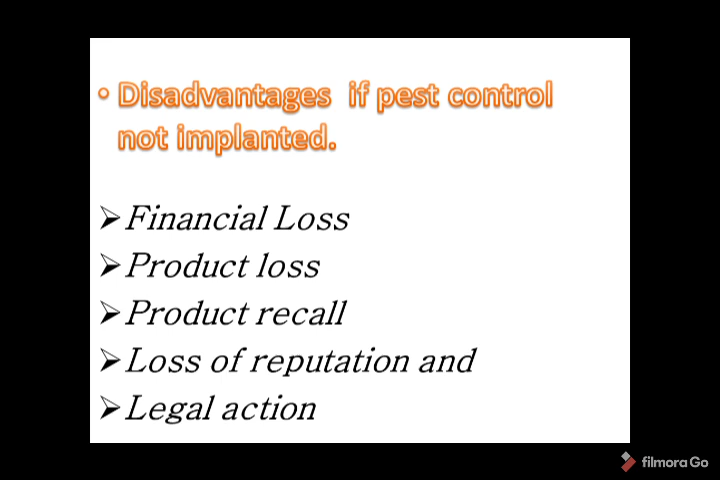 • Disadvantages if pest control
not implanted.
➢Financial Loss
➢Product loss
➢Product recall
➢Loss of reputation and
➢Legal action
filmora Go